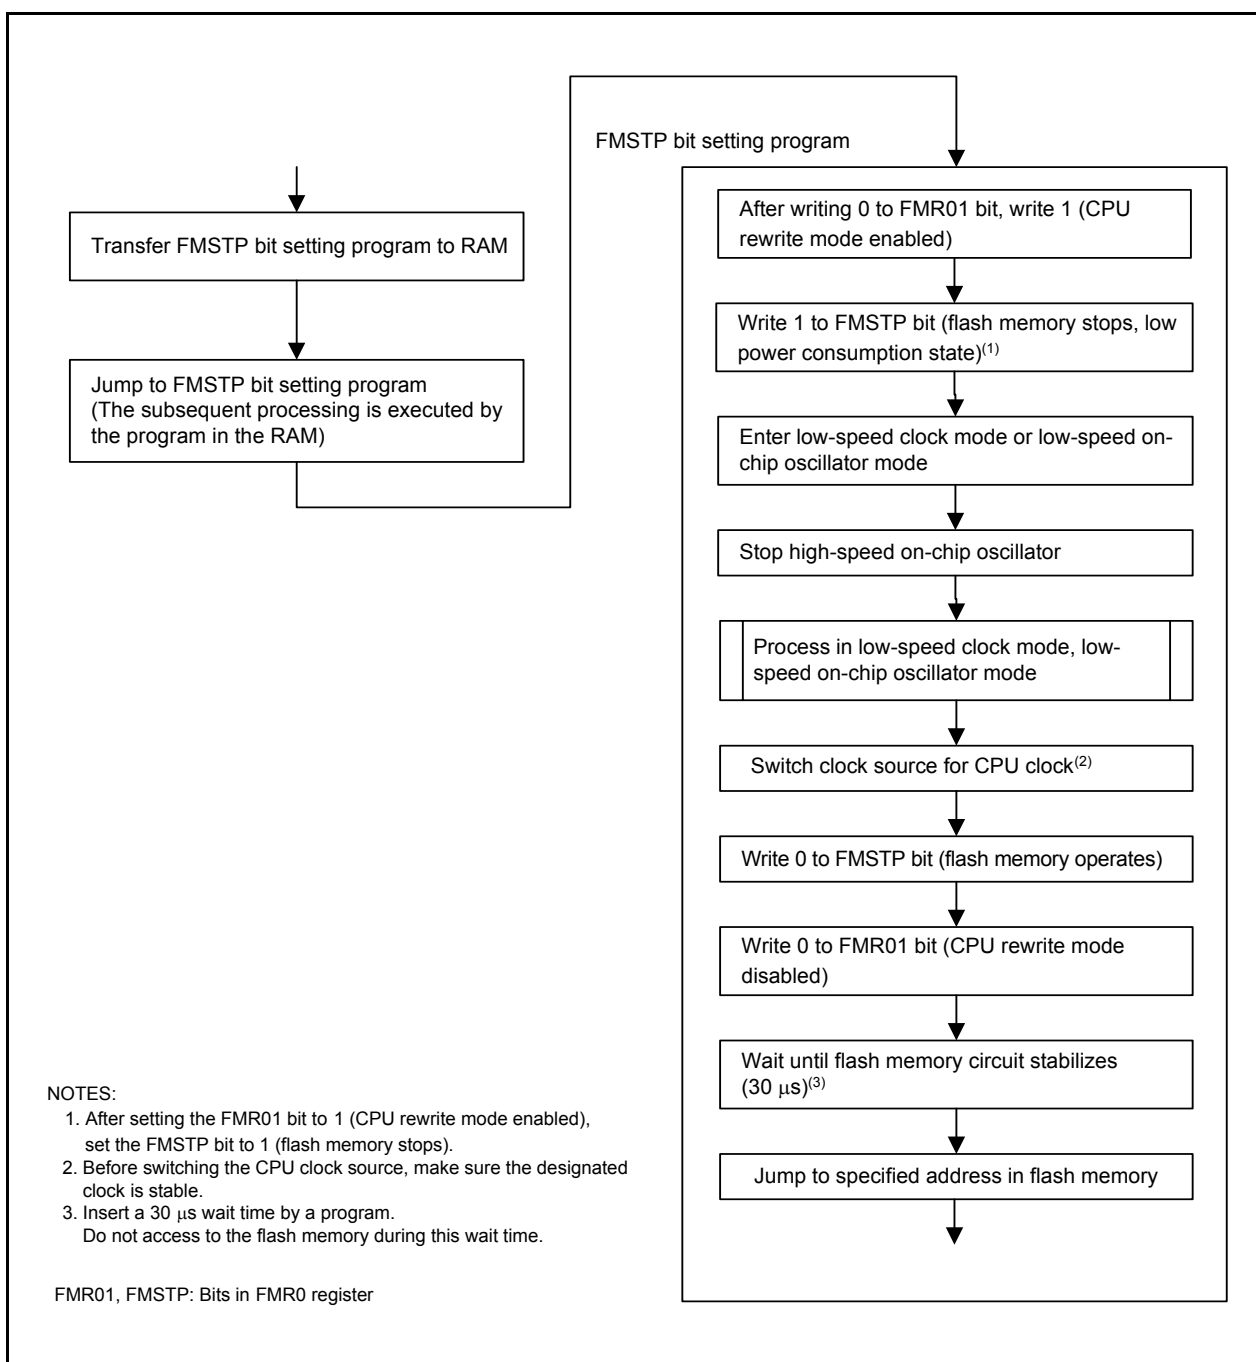 Transfer FMSTP bit setting program to RAM
Jump to FMSTP bit setting program
(The subsequent processing is executed by
the program in the RAM)
FMSTP bit setting program
After writing 0 to FMR01 bit, write 1 (CPU
rewrite mode enabled)
Write 1 to FMSTP bit (flash memory stops, low
power consumption state)(1)
Enter low-speed clock mode or low-speed on-
chip oscillator mode
Stop high-speed on-chip oscillator
Process in low-speed clock mode, low-
speed on-chip oscillator mode
Switch clock source for CPU clock(2)
Write 0 to FMSTP bit (flash memory operates)
Write 0 to FMR01 bit (CPU rewrite mode
disabled)
Wait until flash memory circuit stabilizes
(30 μs)(3)
Jump to specified address in flash memory
NOTES:
1. After setting the FMR01 bit to 1 (CPU rewrite mode enabled),
set the FMSTP bit to 1 (flash memory stops).
2. Before switching the CPU clock source, make sure the designated
clock is stable.
3. Insert a 30 μs wait time by a program.
Do not access to the flash memory during this wait time.
FMR01, FMSTP: Bits in FMR0 register